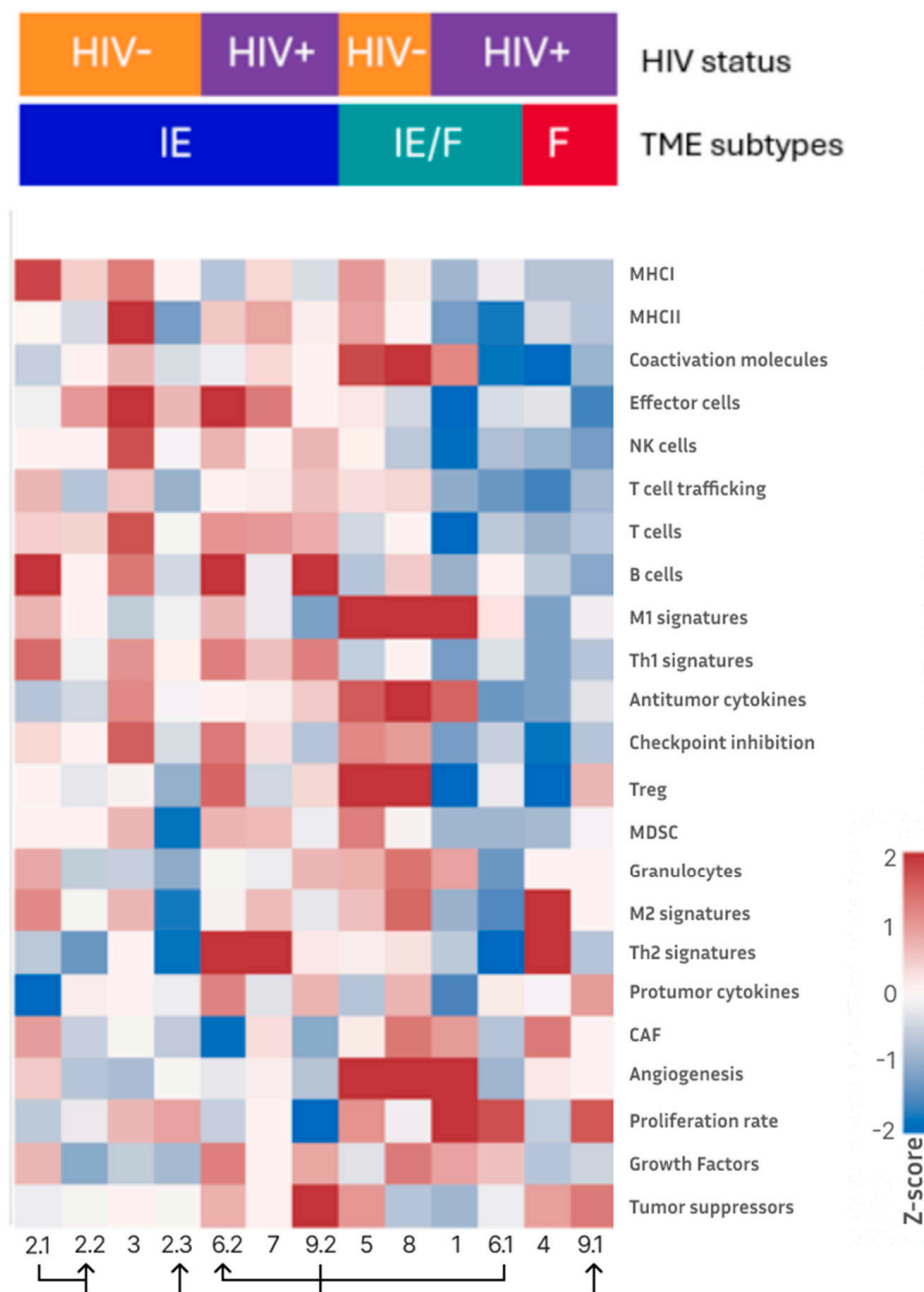 HIV- HIV+ HIV- HIV+ HIV status
IE IE/F F TME subtypes
MHCI
MHCII
Coactivation molecules
Effector cells
NK cells
T cell trafficking
T cells
B cells
M1 signatures
Th1 signatures
Antitumor cytokines
Checkpoint inhibition
Treg
MDSC
Granulocytes
M2 signatures
Th2 signatures
Protumor cytokines
CAF
Angiogenesis
Proliferation rate
Growth Factors
Tumor suppressors
2.1 2.2 3 2.3 6.2 7 9.2 5 8 1 6.1 4 9.1
2
1
0
-1
-2
Z-score